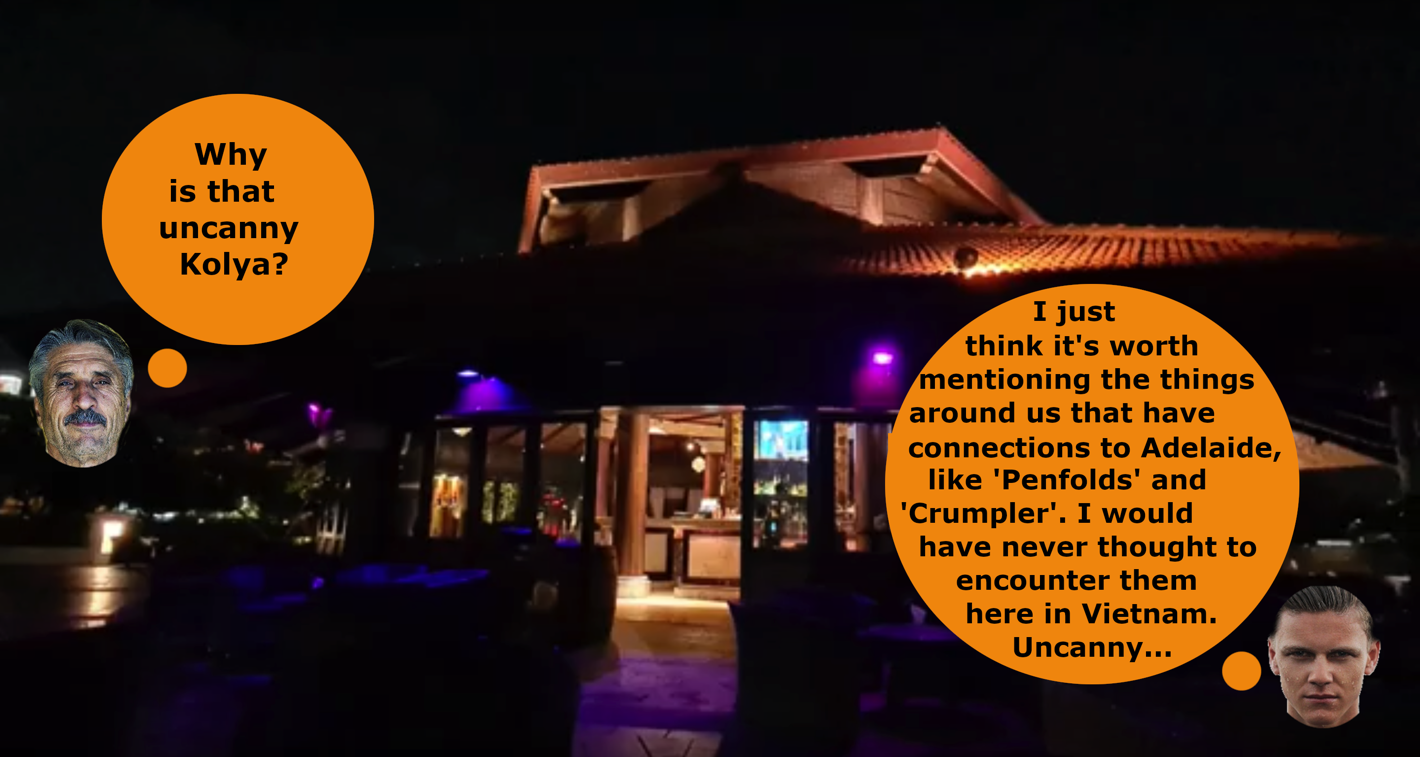 Why
is that
uncanny
Kolya?
I just
think it's worth
mentioning the things
around us that have
connections to Adelaide,
like 'Penfolds' and
'Crumpler'. I would
have never thought to
encounter them
here in Vietnam.
Uncanny...